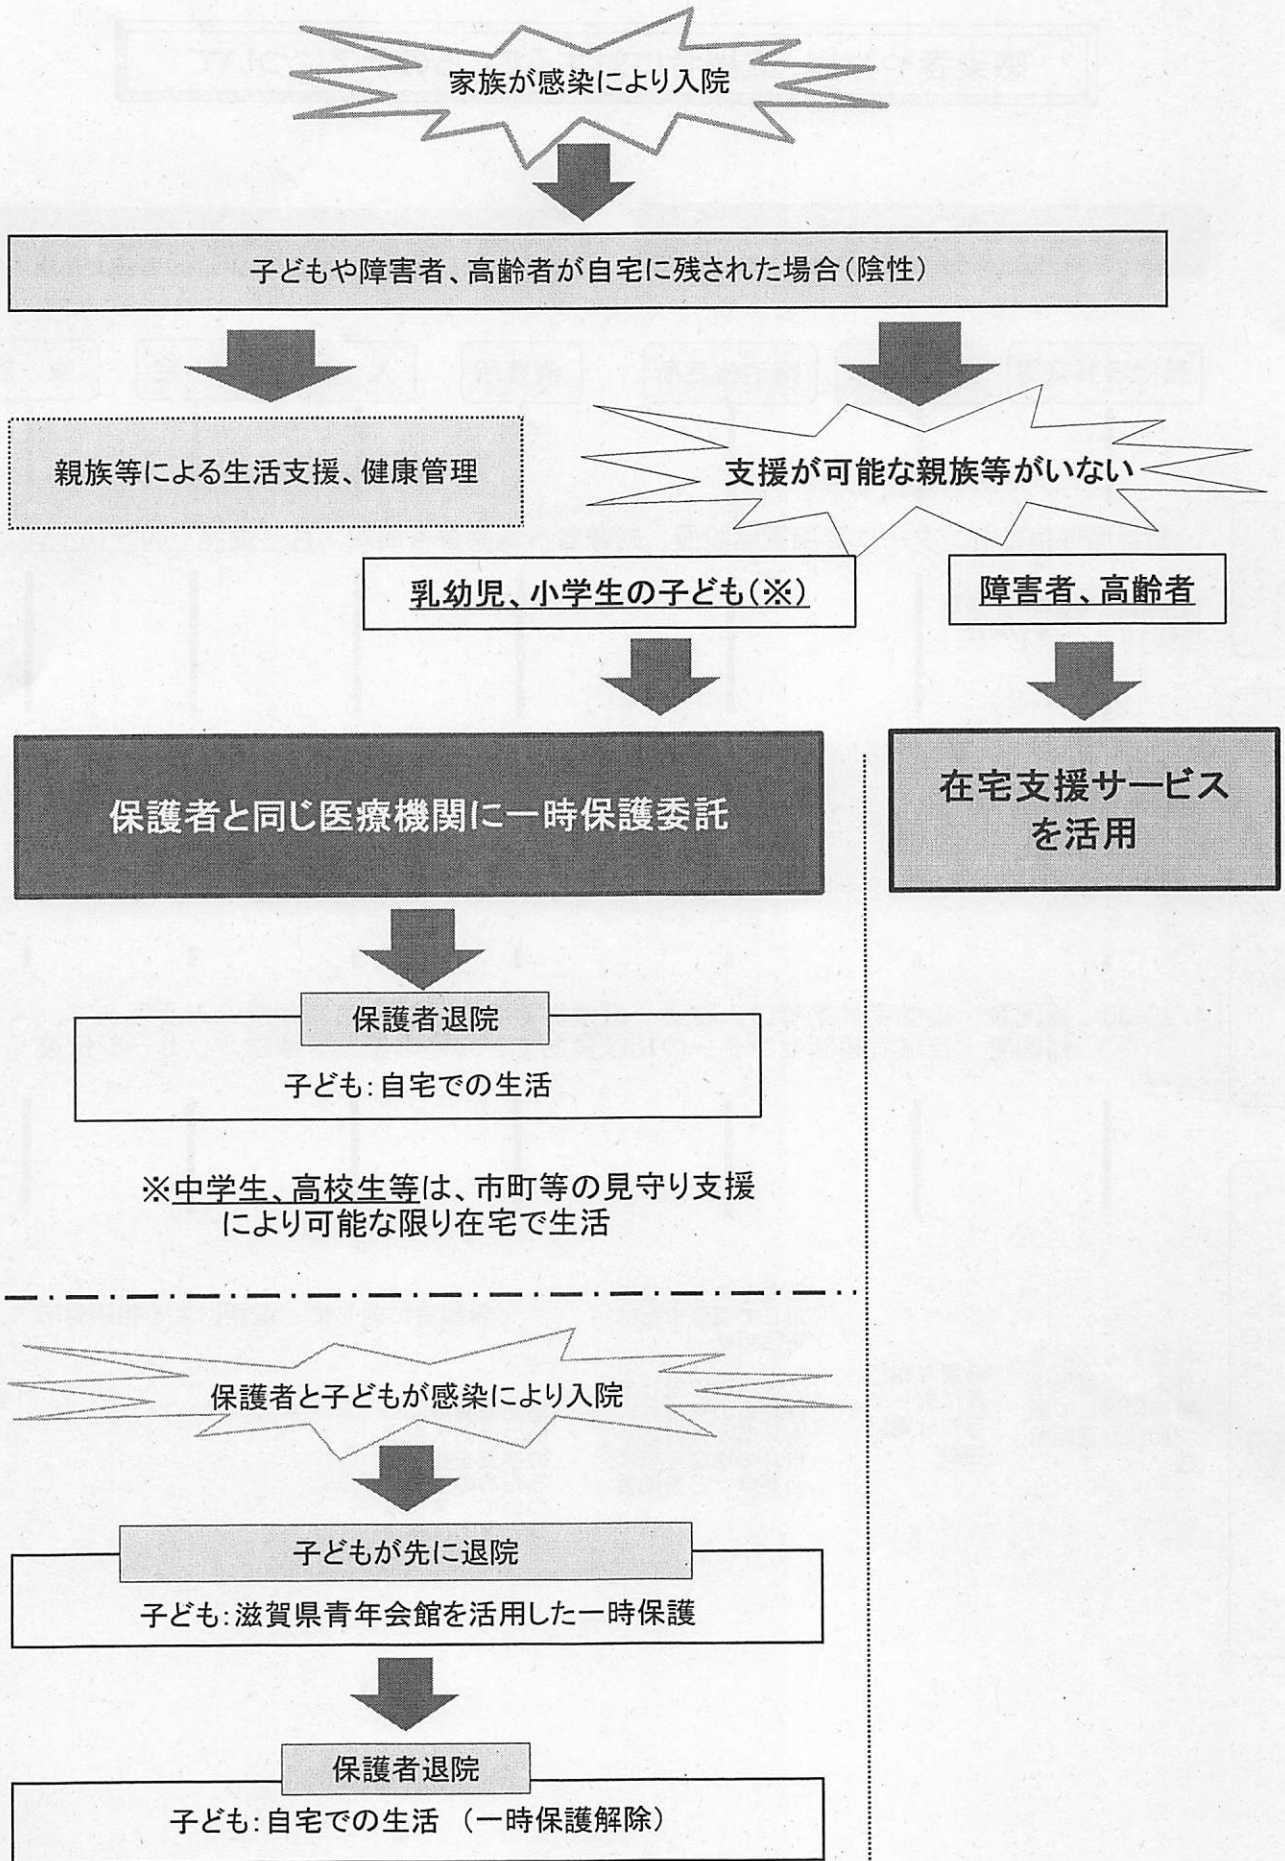 家族が感染により入院
子どもや障害者、高齢者が自宅に残された場合(陰性)
親族等による生活支援、健康管理
支援が可能な親族等がいない
乳幼児、小学生の子ども(※)
障害者、高齢者
保護者と同じ医療機関に一時保護委託
在宅支援サービス
を活用
保護者退院
子ども:自宅での生活
※中学生、高校生等は、市町等の見守り支援
により可能な限り在宅で生活
保護者と子どもが感染により入院
子どもが先に退院
子ども:滋賀県青年会館を活用した一時保護
保護者退院
子ども:自宅での生活 (一時保護解除)